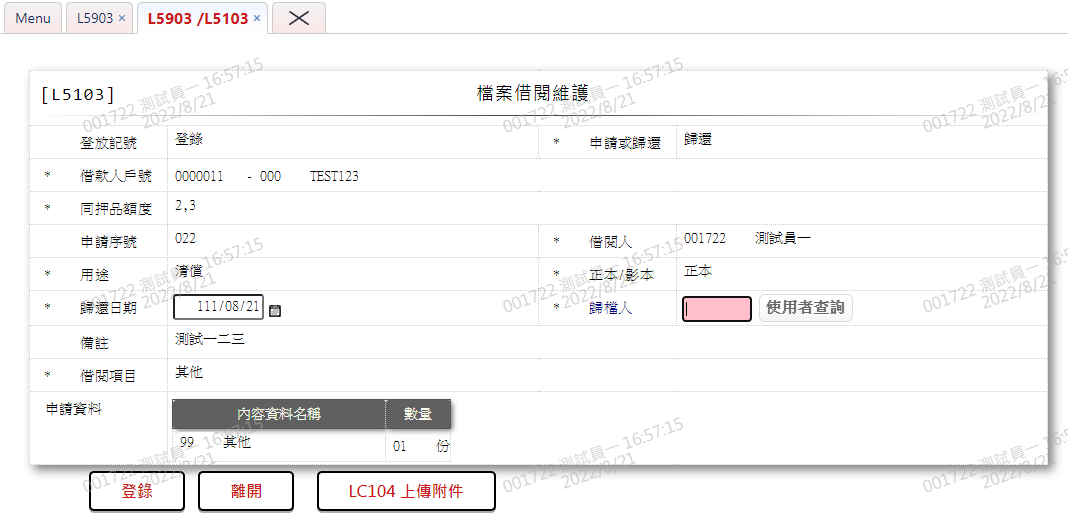 Menu L5903 × L5903 /L5103 ×
001722 測試員一 16:57:15
2022/8/21
[L5103] 檔案借閱維護
登放記號 登錄 * 申請或歸還 歸還
* 借款人戶號 0000011 - 000 TEST123
* 同押品額度 2,3
申請序號 022 * 借閱人 001722 測試員一
* 用途 清償 * 正本/影本 正本
* 歸還日期 111/08/21 * 歸檔人 使用者查詢
備註 測試一二三
* 借閱項目 其他
申請資料 內容資料名稱 數量
99 其他 01 份
登錄 離開 LC104 上傳附件